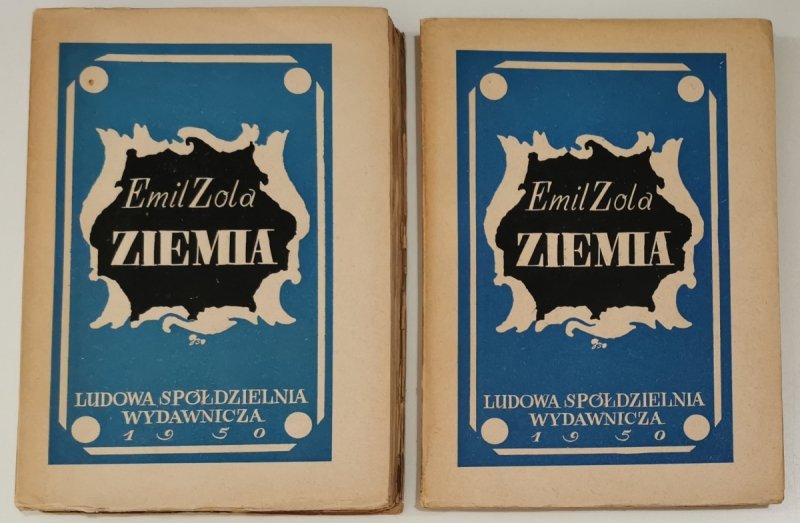 Emil Zola
ZIEMIA
LUDOWA SPÓŁDZIELNIA
WYDAWNICZA
1950
Emil Zola
ZIEMIA
LUDOWA SPÓŁDZIELNIA
WYDAWNICZA
1950